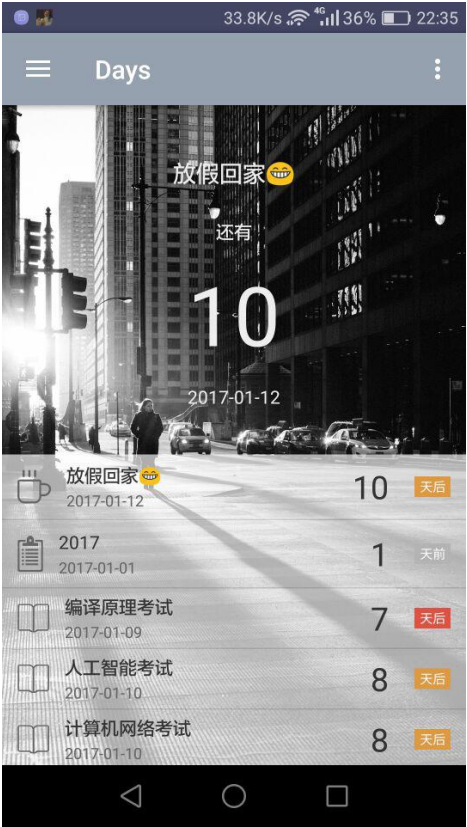 33.8K/s 4G 36% 22:35
Days
放假回家😁
还有
10
2017-01-12
放假回家😁
2017-01-12
10 天后
2017
2017-01-01
1 天前
编译原理考试
2017-01-09
7 天后
人工智能考试
2017-01-10
8 天后
计算机网络考试
2017-01-10
8 天后